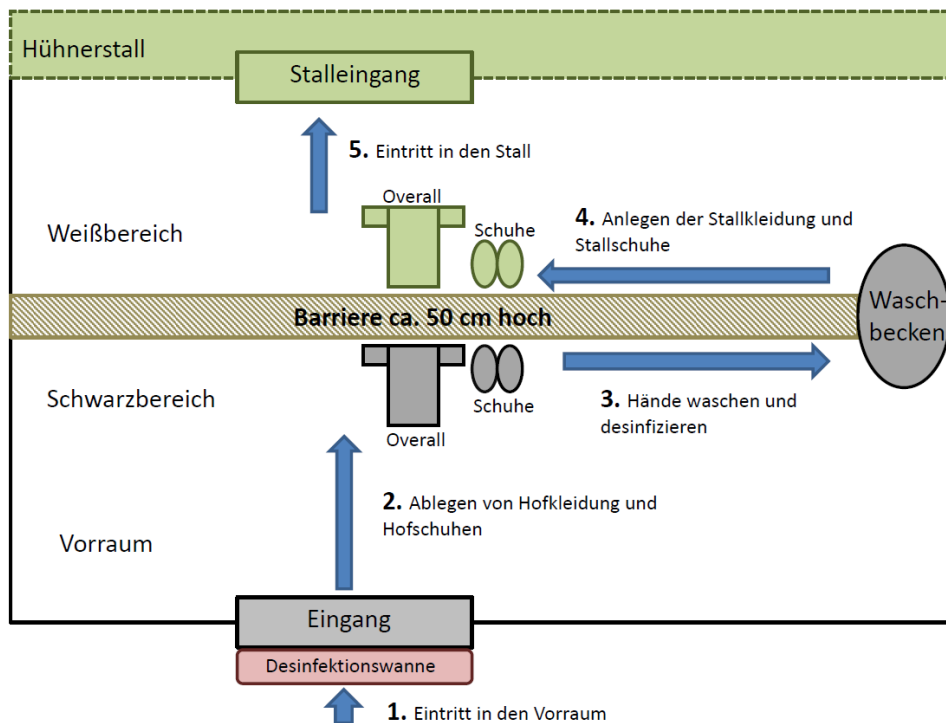 Hühnerstall
Stalleingang
5. Eintritt in den Stall
Overall
Weißbereich
Schuhe
4. Anlegen der Stallkleidung und
Stallschuhe
Barriere ca. 50 cm hoch
Wasch-
becken
Schwarzbereich
Schuhe
Overall
3. Hände waschen und
desinfizieren
2. Ablegen von Hofkleidung und
Hofschuhen
Vorraum
Eingang
Desinfektionswanne
1. Eintritt in den Vorraum